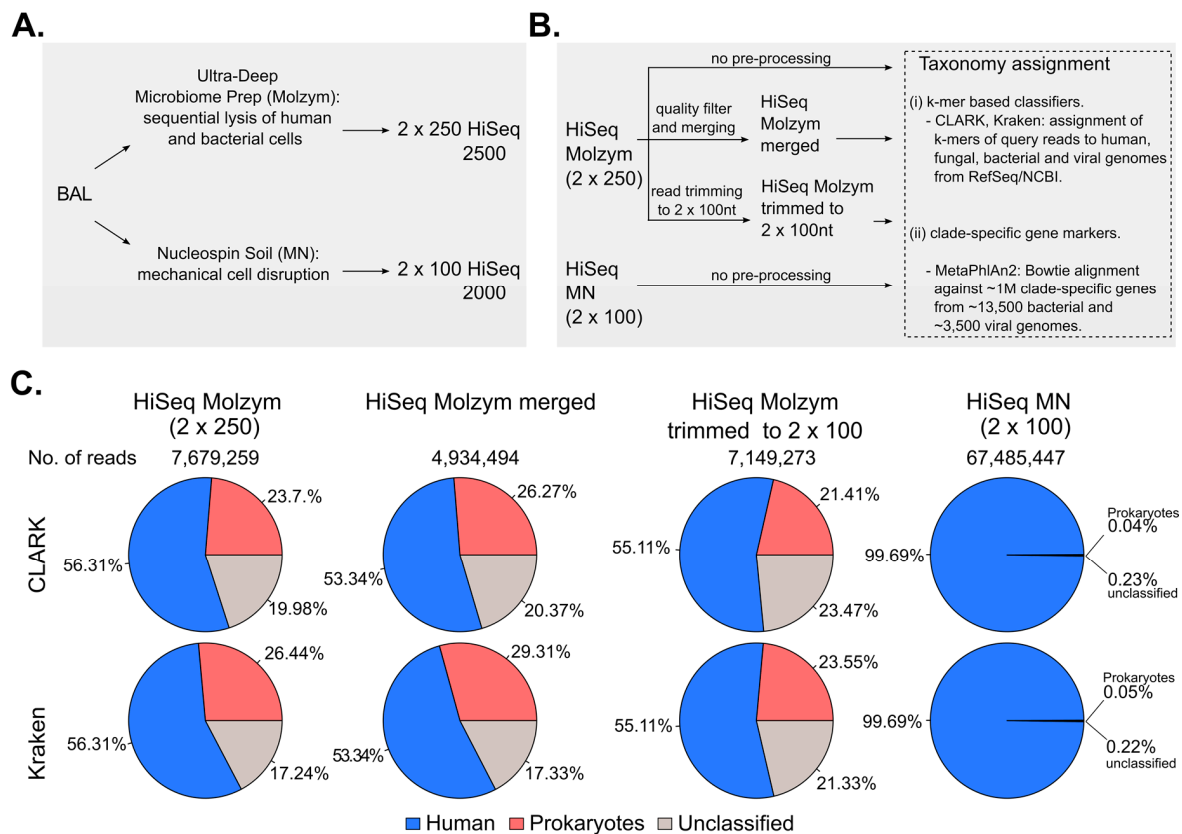 A.
Ultra-Deep
Microbiome Prep (Molzym):
sequential lysis of human
and bacterial cells
2 x 250 HiSeq
2500
BAL
Nucleospin Soil (MN):
mechanical cell disruption
2 x 100 HiSeq
2000
B.
no pre-processing
HiSeq
Molzym
(2 x 250)
quality filter
and merging
HiSeq
Molzym
merged
read trimming
to 2 x 100nt
HiSeq Molzym
trimmed to
2 x 100nt
HiSeq
MN
(2 x 100)
no pre-processing
Taxonomy assignment
(i) k-mer based classifiers.
- CLARK, Kraken: assignment of
k-mers of query reads to human,
fungal, bacterial and viral genomes
from RefSeq/NCBI.
(ii) clade-specific gene markers.
- MetaPhlAn2: Bowtie alignment
against ~1M clade-specific genes
from ~13,500 bacterial and
~3,500 viral genomes.
C.
HiSeq Molzym
(2 x 250)
HiSeq Molzym merged
HiSeq Molzym
trimmed to 2 x 100
HiSeq MN
(2 x 100)
No. of reads
7,679,259
4,934,494
7,149,273
67,485,447
CLARK
23.7.%
56.31%
19.98%
26.27%
53.34%
20.37%
21.41%
55.11%
23.47%
99.69%
Prokaryotes
0.04%
0.23%
unclassified
Kraken
26.44%
56.31%
17.24%
29.31%
53.34%
17.33%
23.55%
55.11%
21.33%
99.69%
Prokaryotes
0.05%
0.22%
unclassified
Human
Prokaryotes
Unclassified